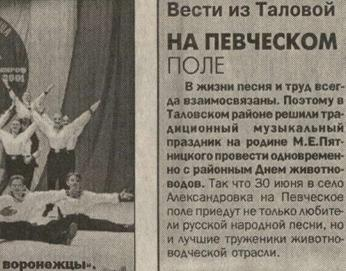 2001
воронежцы».
Вести из Таловой
НА ПЕВЧЕСКОМ
ПОЛЕ
В жизни песня и труд всег-
да взаимосвязаны. Поэтому в
Таловском районе решили тра-
диционный музыкальный
праздник на родине М.Е.Пят-
ницкого провести одновремен-
но с районным Днем животно-
водов. Так что 30 июня в село
Александровка на Певческое
поле приедут не только любите-
ли русской народной песни, но
и лучшие труженики животно-
водческой отрасли.